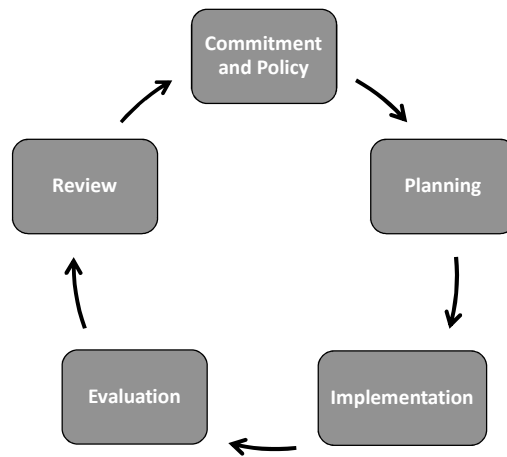 Commitment
and Policy
Planning
Implementation
Evaluation
Review